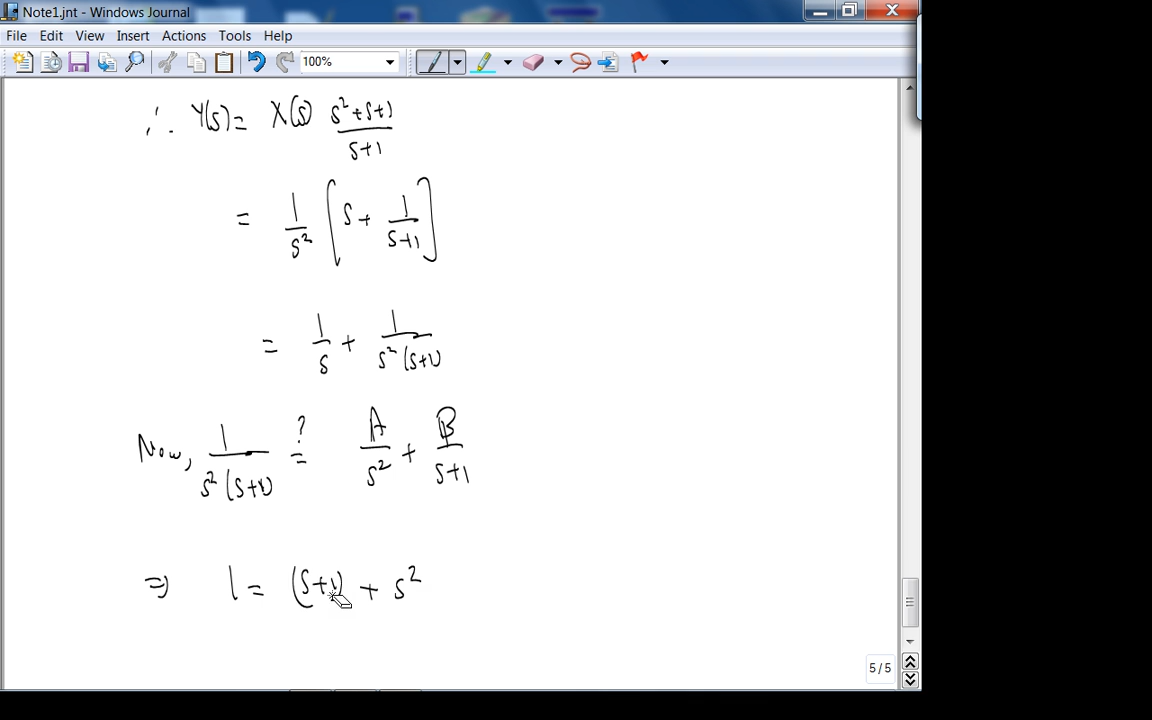 Note1.jnt - Windows Journal
File Edit View Insert Actions Tools Help
100%
∴ Y(s) = X(s) (s²+s+1)/(s+1)
= 1/s² [s + 1/(s+1)]
= 1/s + 1/(s²(s+1))
Now, 1/(s²(s+1)) ?= A/s² + B/(s+1)
⇒ 1 = (s+1) + s²
5/5